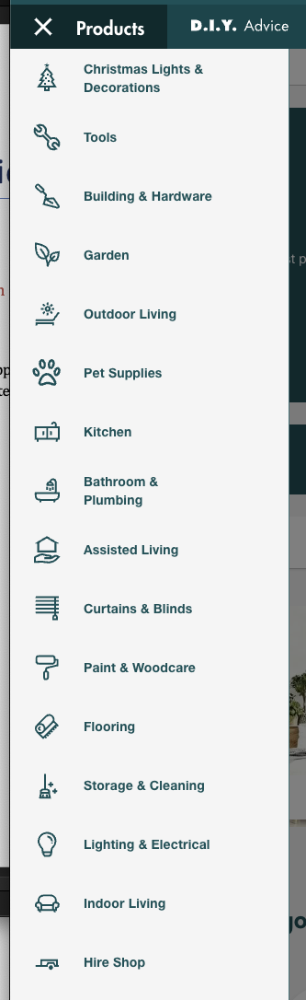 Products
D.I.Y. Advice
Christmas Lights &
Decorations
Tools
Building & Hardware
Garden
Outdoor Living
Pet Supplies
Kitchen
Bathroom &
Plumbing
Assisted Living
Curtains & Blinds
Paint & Woodcare
Flooring
Storage & Cleaning
Lighting & Electrical
Indoor Living
Hire Shop